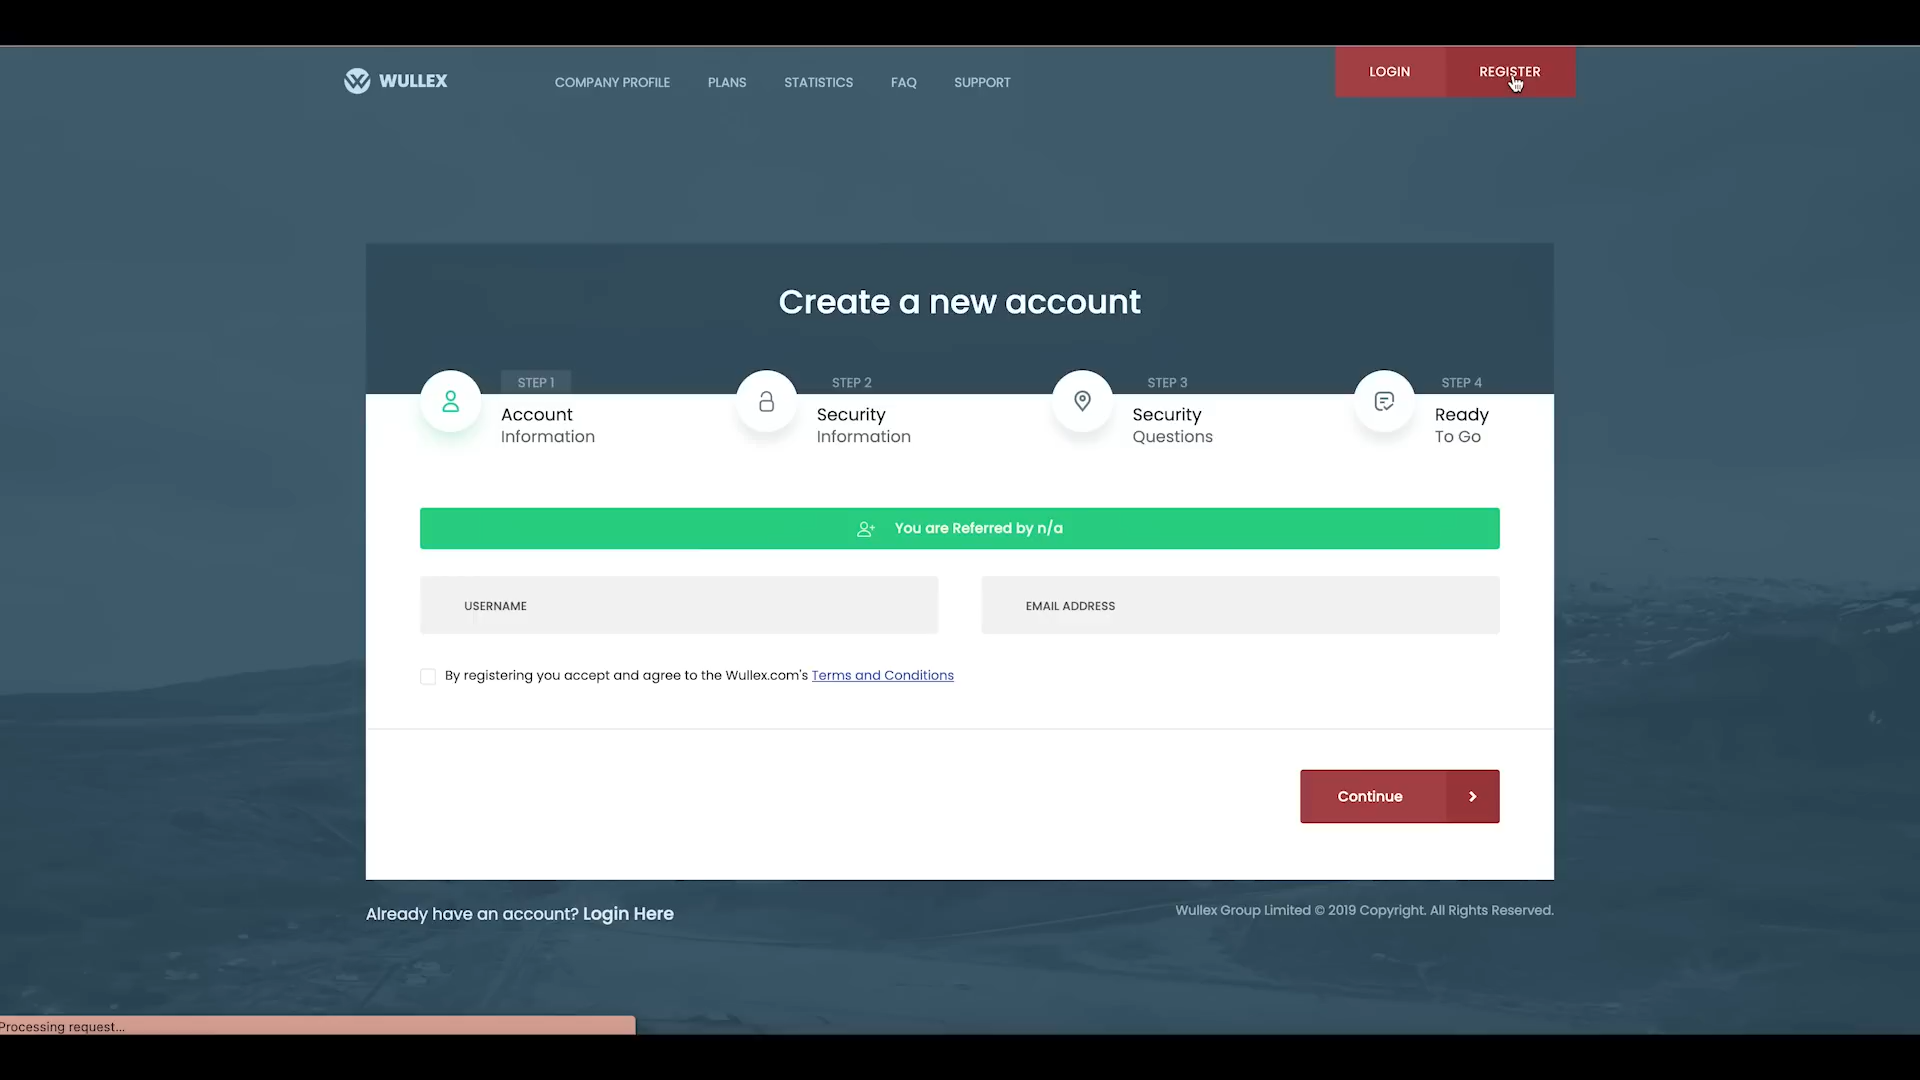 WULLEX
COMPANY PROFILE
PLANS
STATISTICS
FAQ
SUPPORT
LOGIN
REGISTER
Create a new account
STEP 1
Account
Information
STEP 2
Security
Information
STEP 3
Security
Questions
STEP 4
Ready
To Go
You are Referred by n/a
USERNAME
EMAIL ADDRESS
By registering you accept and agree to the Wullex.com's Terms and Conditions
Continue
Already have an account? Login Here
Wullex Group Limited © 2019 Copyright. All Rights Reserved.
Processing request...